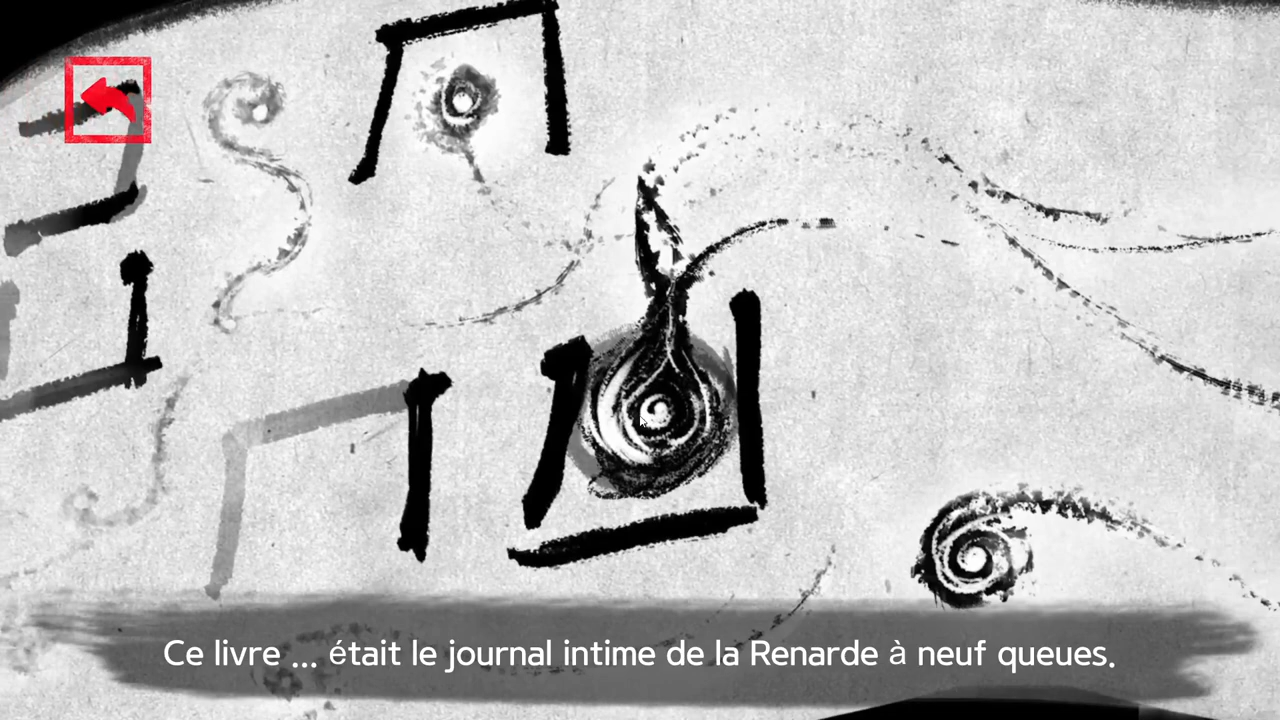 Ce livre ... était le journal intime de la Renarde à neuf queues.